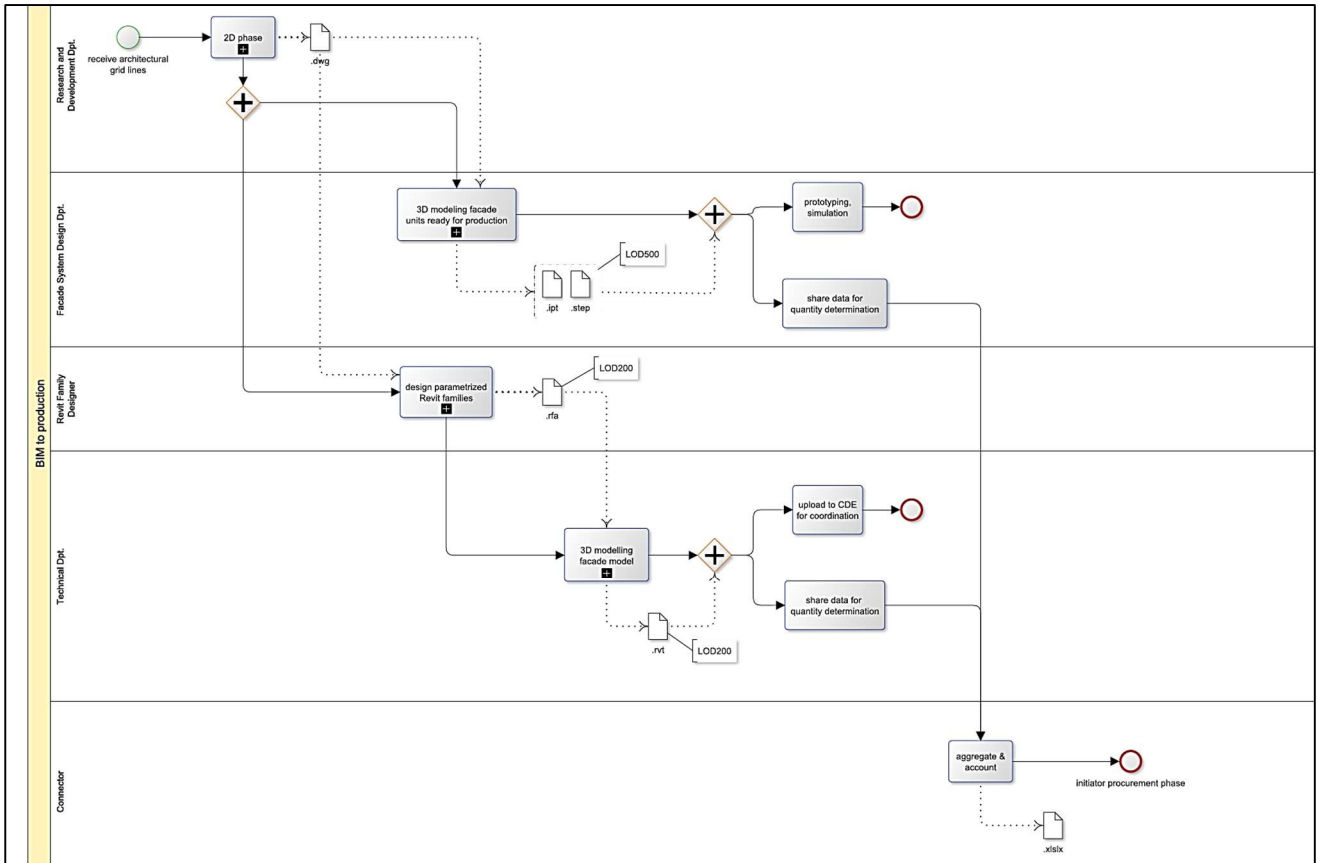 BIM to production
Research and
Development Dpt.
receive architectural
grid lines
2D phase
.dwg
Facade System Design Dpt.
3D modeling facade
units ready for production
LOD500
.ipt
.step
prototyping,
simulation
share data for
quantity determination
Revit Family
Designer
design parametrized
Revit families
LOD200
.rfa
Technical Dpt.
3D modelling
facade model
.rvt
LOD200
upload to CDE
for coordination
share data for
quantity determination
Connector
aggregate &
account
initiator procurement phase
.xlslx